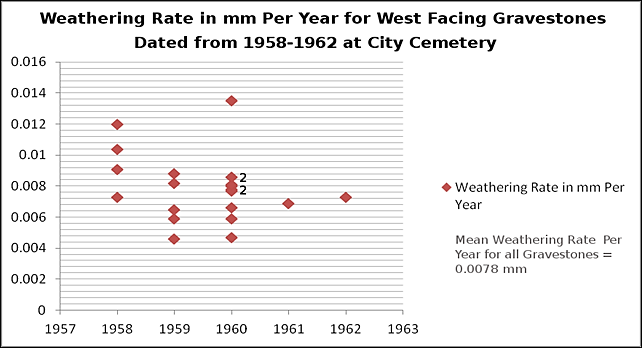 Weathering Rate in mm Per Year for West Facing Gravestones
Dated from 1958-1962 at City Cemetery
0.016
0.014
0.012
0.01
0.008
0.006
0.004
0.002
0
2
2
1957 1958 1959 1960 1961 1962 1963
Weathering Rate in mm Per
Year
Mean Weathering Rate Per
Year for all Gravestones =
0.0078 mm